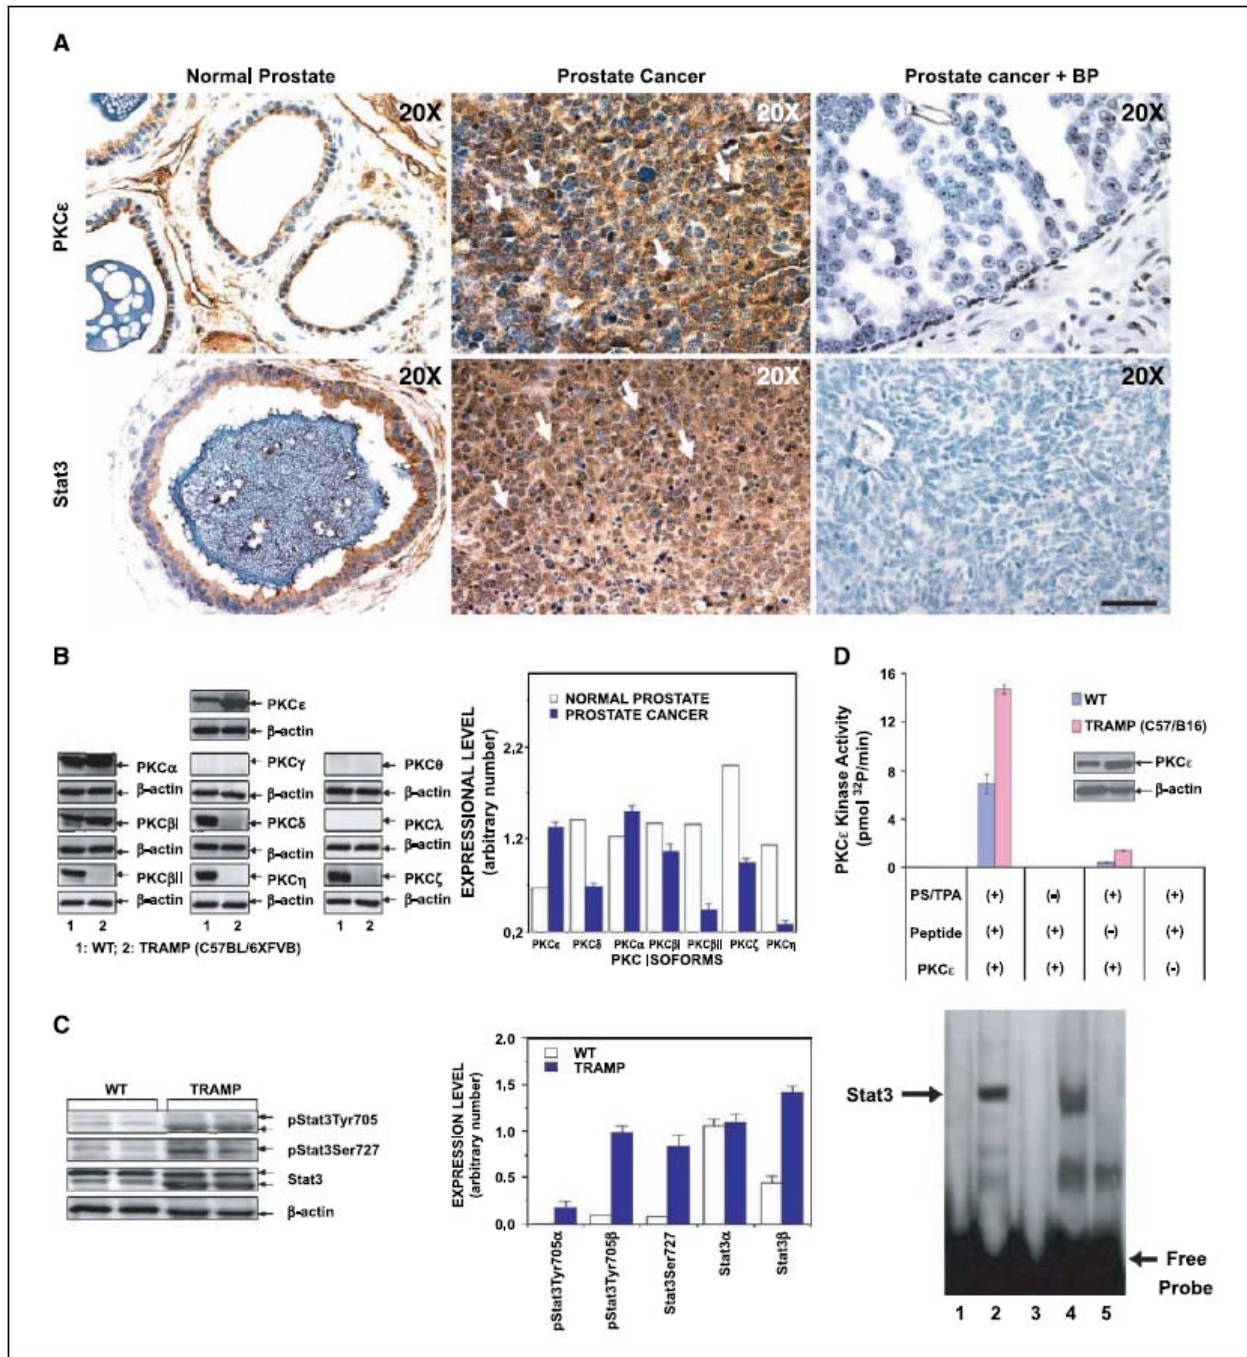 A
Normal Prostate
Prostate Cancer
Prostate cancer + BP
PKCε
20X
20X
20X
Stat3
20X
20X
20X
B
PKCε
β-actin
PKCα
PKCγ
PKCθ
β-actin
β-actin
β-actin
PKCβI
PKCδ
PKCλ
β-actin
β-actin
β-actin
PKCβII
PKCη
PKCζ
β-actin
β-actin
β-actin
1 2
1 2
1 2
1: WT; 2: TRAMP (C57BL/6XFVB)
EXPRESSIONAL LEVEL
(arbitrary number)
NORMAL PROSTATE
PROSTATE CANCER
2,2
1,2
0,2
PKCε PKCδ PKCα PKCβI PKCβII PKCζ PKCη
PKC ISOFORMS
D
PKCε Kinase Activity
(pmol 32P/min)
16
12
8
4
0
WT
TRAMP (C57/B16)
PKCε
β-actin
PS/TPA (+) (-) (+) (+)
Peptide (+) (+) (-) (+)
PKCε (+) (+) (+) (-)
C
WT TRAMP
pStat3Tyr705
pStat3Ser727
Stat3
β-actin
EXPRESSION LEVEL
(arbitrary number)
WT
TRAMP
2.0
1.5
1.0
0.5
0,0
pStat3Tyr705α
pStat3Tyr705β
Stat3Ser727
Stat3α
Stat3β
Stat3
Free
Probe
1 2 3 4 5